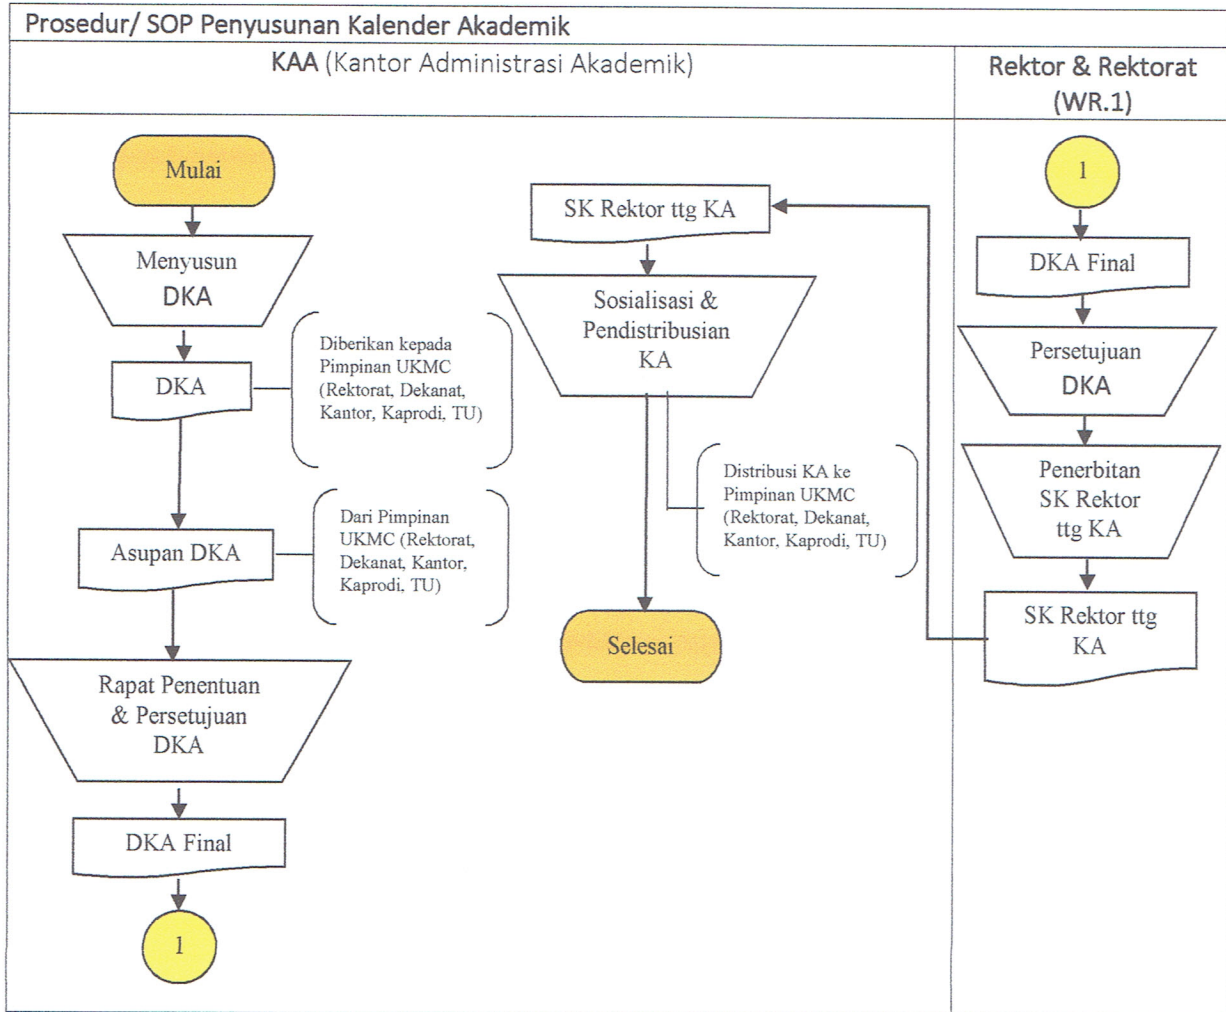 Prosedur/ SOP Penyusunan Kalender Akademik
KAA (Kantor Administrasi Akademik)
Rektor & Rektorat
(WR.1)
Mulai
Menyusun
DKA
DKA
Diberikan kepada
Pimpinan UKMC
(Rektorat, Dekanat,
Kantor, Kaprodi, TU)
Asupan DKA
Dari Pimpinan
UKMC (Rektorat,
Dekanat, Kantor,
Kaprodi, TU)
Rapat Penentuan
& Persetujuan
DKA
DKA Final
1
SK Rektor ttg KA
Sosialisasi &
Pendistribusian
KA
Distribusi KA ke
Pimpinan UKMC
(Rektorat, Dekanat,
Kantor, Kaprodi, TU)
Selesai
1
DKA Final
Persetujuan
DKA
Penerbitan
SK Rektor
ttg KA
SK Rektor ttg
KA